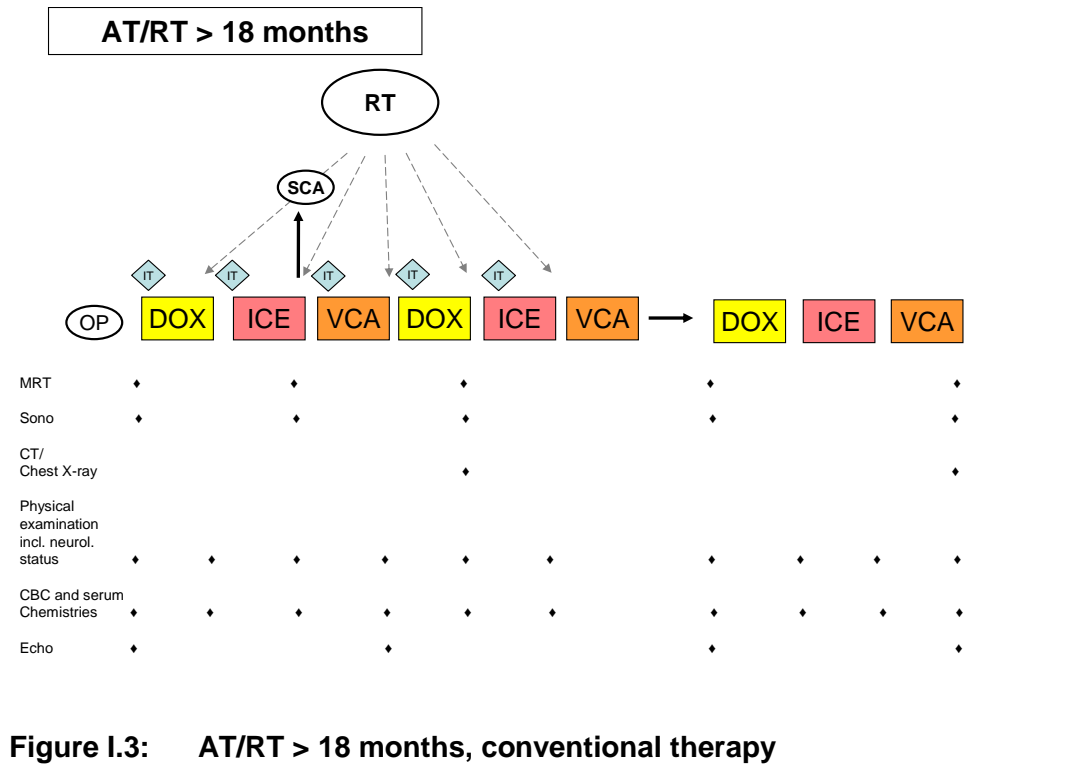 AT/RT > 18 months
RT
SCA
IT IT IT IT IT
OP DOX ICE VCA DOX ICE VCA DOX ICE VCA
MRT
Sono
CT/
Chest X-ray
Physical
examination
incl. neurol.
status
CBC and serum
Chemistries
Echo
Figure I.3: AT/RT > 18 months, conventional therapy